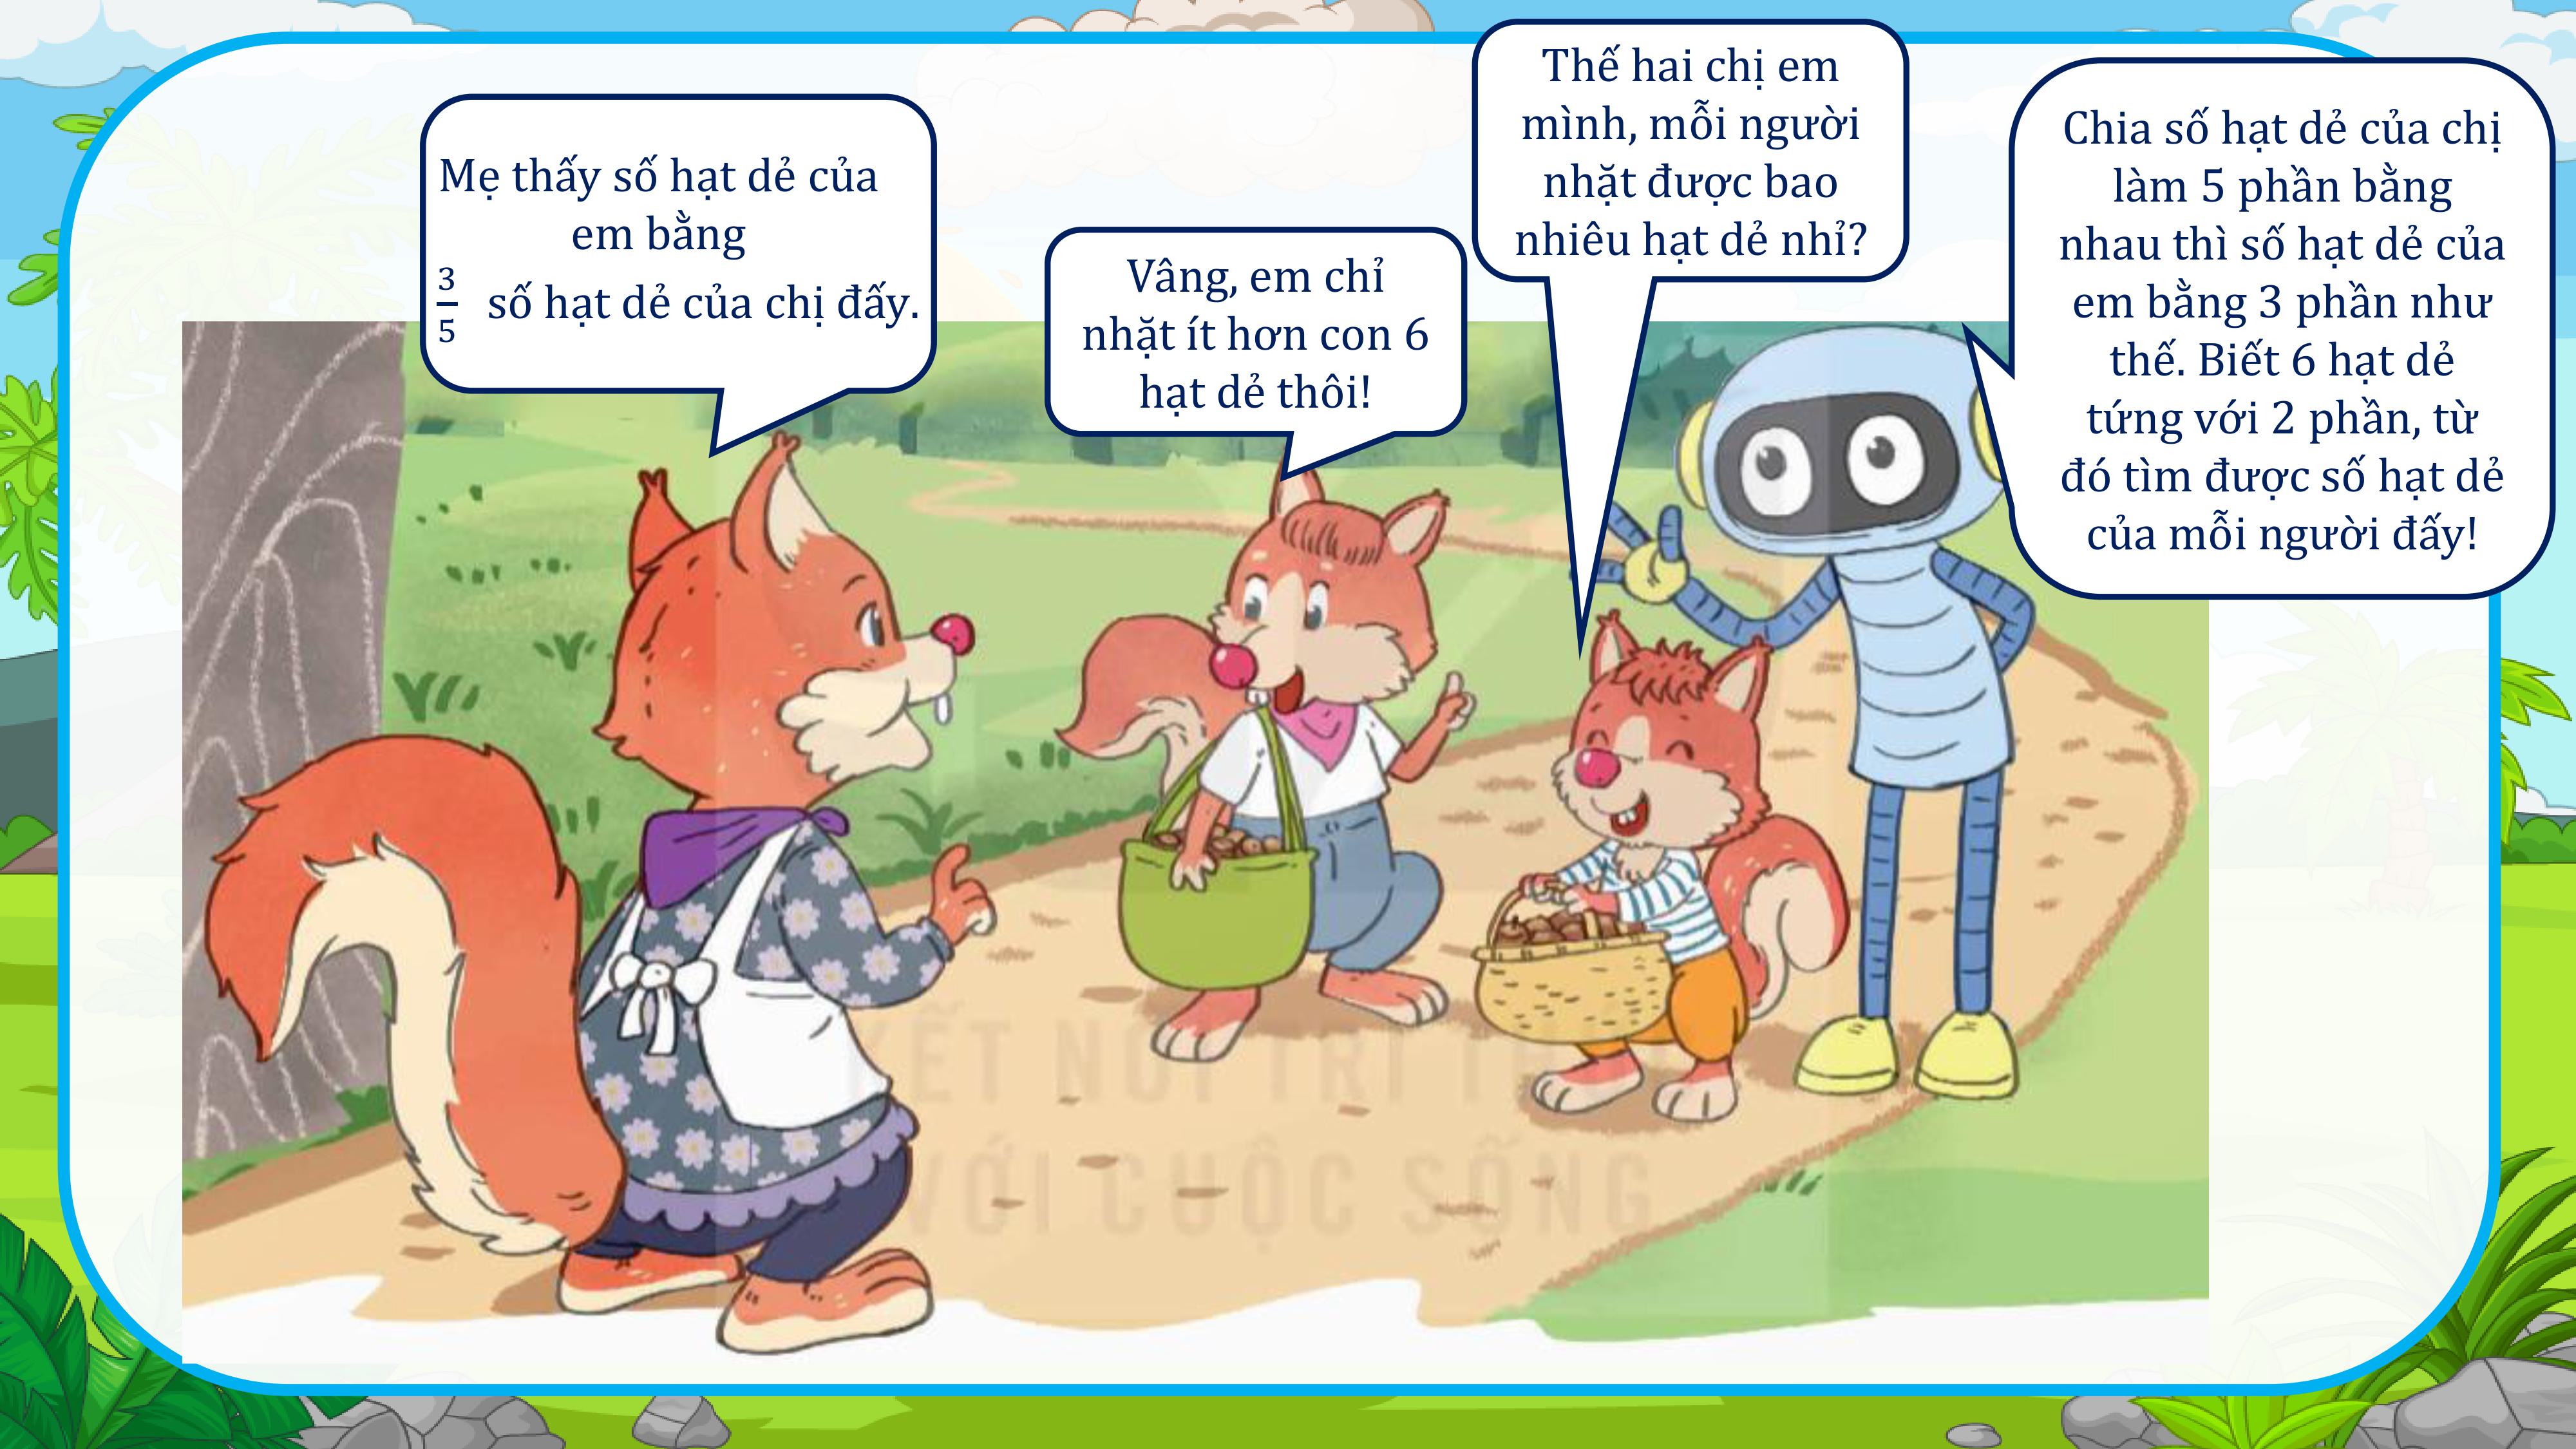 Mẹ thấy số hạt dẻ của
em bằng
3/5 số hạt dẻ của chị đấy.
Vâng, em chỉ
nhặt ít hơn con 6
hạt dẻ thôi!
Thế hai chị em
mình, mỗi người
nhặt được bao
nhiêu hạt dẻ nhỉ?
Chia số hạt dẻ của chị
làm 5 phần bằng
nhau thì số hạt dẻ của
em bằng 3 phần như
thế. Biết 6 hạt dẻ
tứng với 2 phần, từ
đó tìm được số hạt dẻ
của mỗi người đấy!
VỚI CUỘC SỐNG